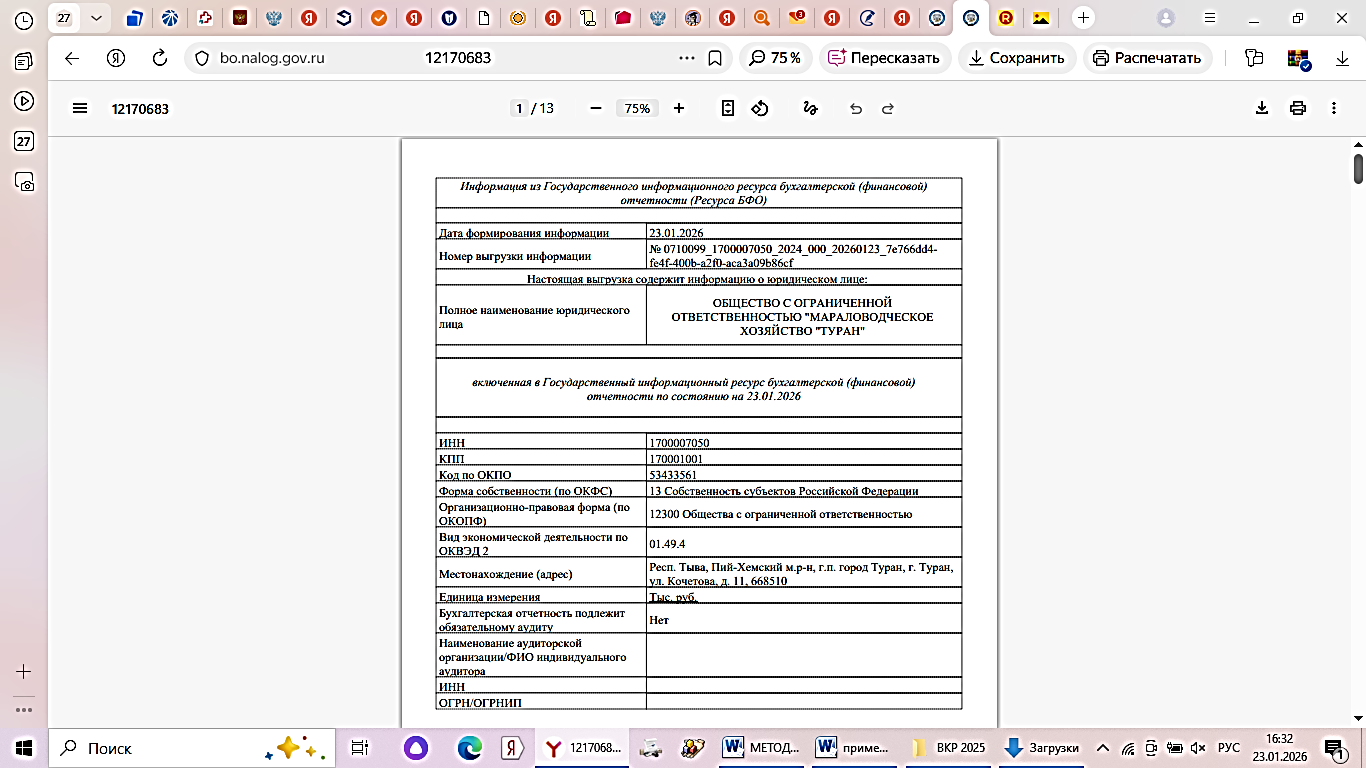 27
bo.nalog.gov.ru
12170683
75 %
Пересказать
Сохранить
Распечатать
12170683
1 / 13
75%
27
Информация из Государственного информационного ресурса бухгалтерской (финансовой)
отчетности (Ресурса БФО)
Дата формирования информации
23.01.2026
Номер выгрузки информации
№ 0710099_1700007050_2024_000_20260123_7e766dd4-
fe4f-400b-a2f0-aca3a09b86cf
Настоящая выгрузка содержит информацию о юридическом лице:
Полное наименование юридического
лица
ОБЩЕСТВО С ОГРАНИЧЕННОЙ
ОТВЕТСТВЕННОСТЬЮ "МАРАЛОВОДЧЕСКОЕ
ХОЗЯЙСТВО "ТУРАН"
включенная в Государственный информационный ресурс бухгалтерской (финансовой)
отчетности по состоянию на 23.01.2026
ИНН
1700007050
КПП
170001001
Код по ОКПО
53433561
Форма собственности (по ОКФС)
13 Собственность субъектов Российской Федерации
Организационно-правовая форма (по
ОКОПФ)
12300 Общества с ограниченной ответственностью
Вид экономической деятельности по
ОКВЭД 2
01.49.4
Местонахождение (адрес)
Респ. Тыва, Пий-Хемский м.р-н, г.п. город Туран, г. Туран,
ул. Кочетова, д. 11, 668510
Единица измерения
Тыс. руб.
Бухгалтерская отчетность подлежит
обязательному аудиту
Нет
Наименование аудиторской
организации/ФИО индивидуального
аудитора
ИНН
ОГРН/ОГРНИП
Поиск
1217068...
МЕТОД...
приме...
ВКР 2025
Загрузки
РУС
16:32
23.01.2026
1